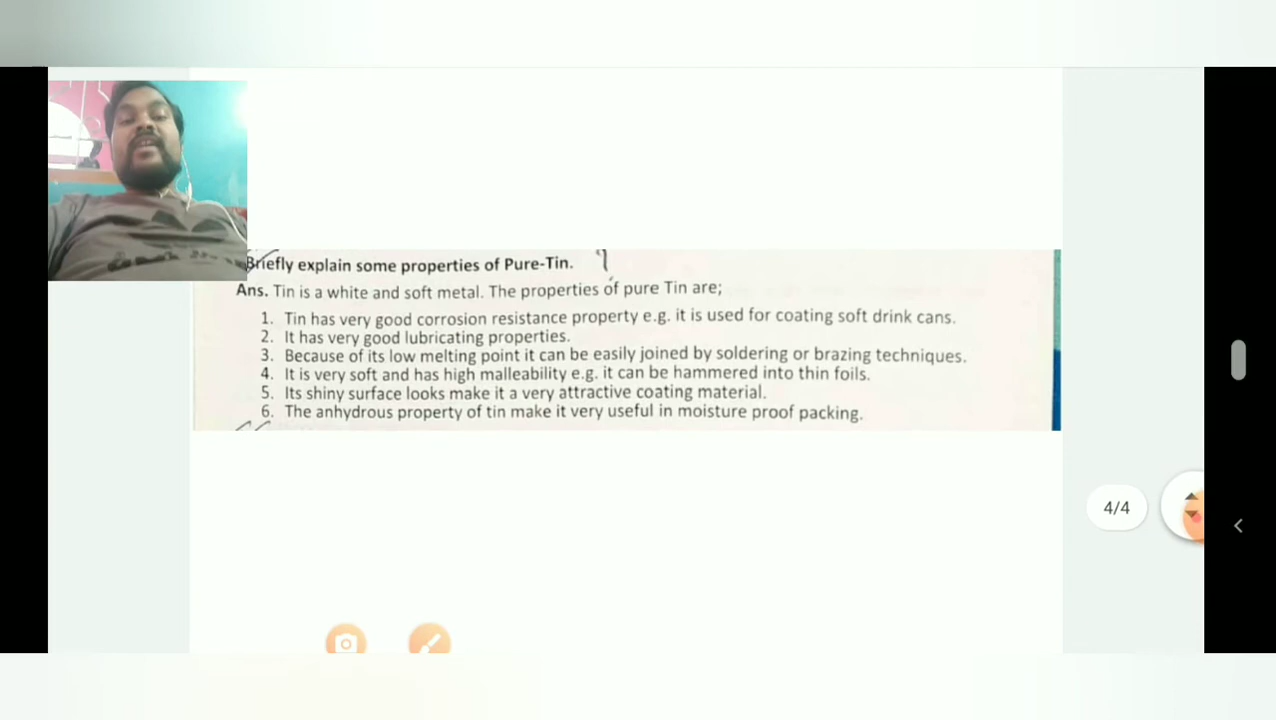 Briefly explain some properties of Pure-Tin.
Ans. Tin is a white and soft metal. The properties of pure Tin are;
1. Tin has very good corrosion resistance property e.g. it is used for coating soft drink cans.
2. It has very good lubricating properties.
3. Because of its low melting point it can be easily joined by soldering or brazing techniques.
4. It is very soft and has high malleability e.g. it can be hammered into thin foils.
5. Its shiny surface looks make it a very attractive coating material.
6. The anhydrous property of tin make it very useful in moisture proof packing.
4/4